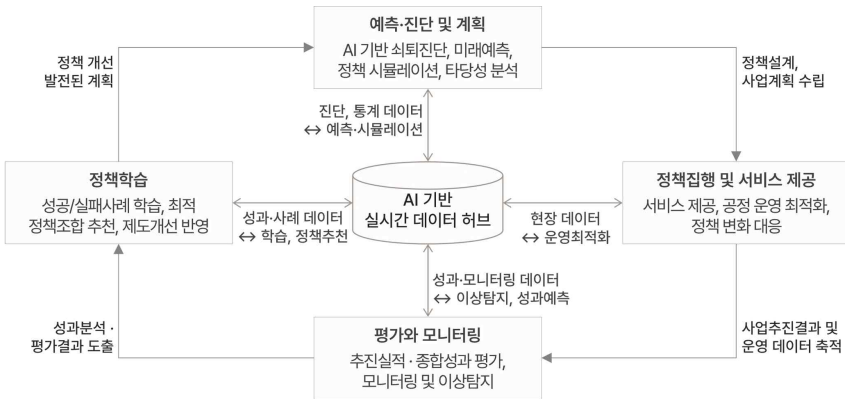 예측·진단 및 계획
AI 기반 쇠퇴진단, 미래예측,
정책 시뮬레이션, 타당성 분석
정책 개선
발전된 계획
정책설계,
사업계획 수립
진단, 통계 데이터
↔ 예측·시뮬레이션
정책학습
성공/실패사례 학습, 최적
정책조합 추천, 제도개선 반영
성과·사례 데이터
↔ 학습, 정책추천
AI 기반
실시간 데이터 허브
현장 데이터
↔ 운영최적화
정책집행 및 서비스 제공
서비스 제공, 공정 운영 최적화,
정책 변화 대응
성과·모니터링 데이터
↔ 이상탐지, 성과예측
성과분석 ·
평가결과 도출
평가와 모니터링
추진실적 · 종합성과 평가,
모니터링 및 이상탐지
사업추진결과 및
운영 데이터 축적